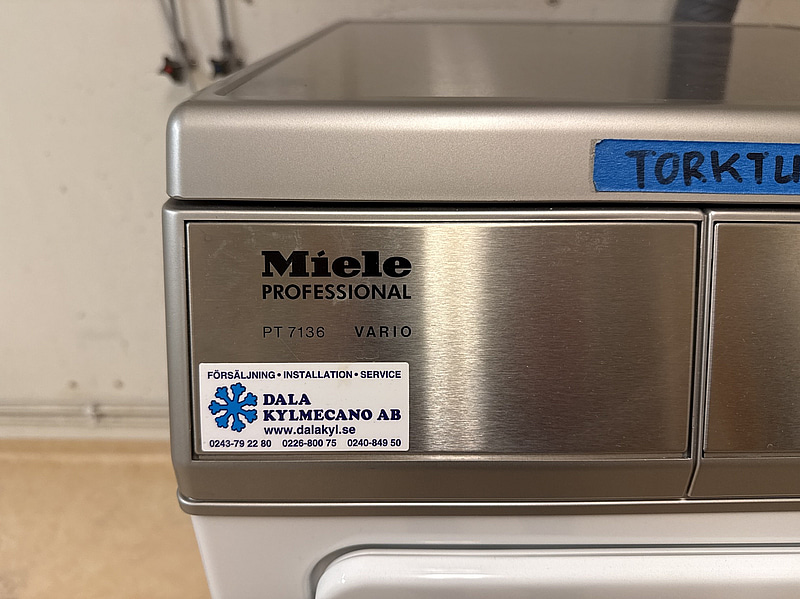 TORKTU
Miele
PROFESSIONAL
PT 7136 VARIO
FÖRSÄLJNING • INSTALLATION • SERVICE
DALA
KYLMECANO AB
www.dalakyl.se
0243-79 22 80 0226-800 75 0240-849 50